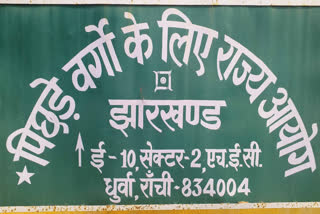 पिछड़े वर्गों के लिए राज्य आयोग
झारखण्ड
ई-10 सेक्टर-2, एच.ई.सी.
धुर्वा, राँची-834004